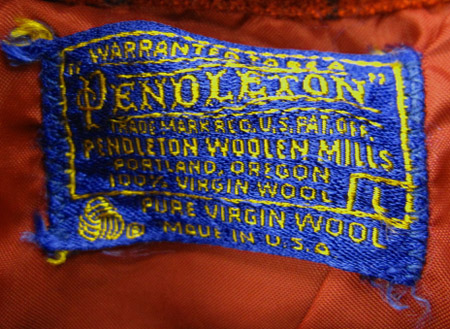 "WARRANTED TO BE A
PENDLETON"
TRADE MARK REG. U.S. PAT. OFF.
PENDLETON WOOLEN MILLS
PORTLAND, OREGON
100% VIRGIN WOOL L
PURE VIRGIN WOOL
® MADE IN U.S.A